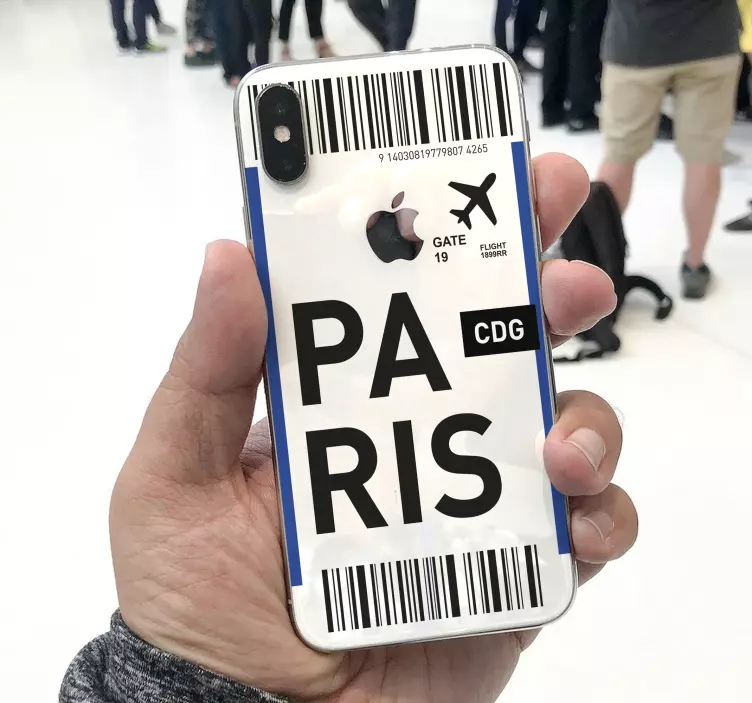 9 14030819779807 4265
GATE
19
FLIGHT
1899RR
PA
CDG
RIS